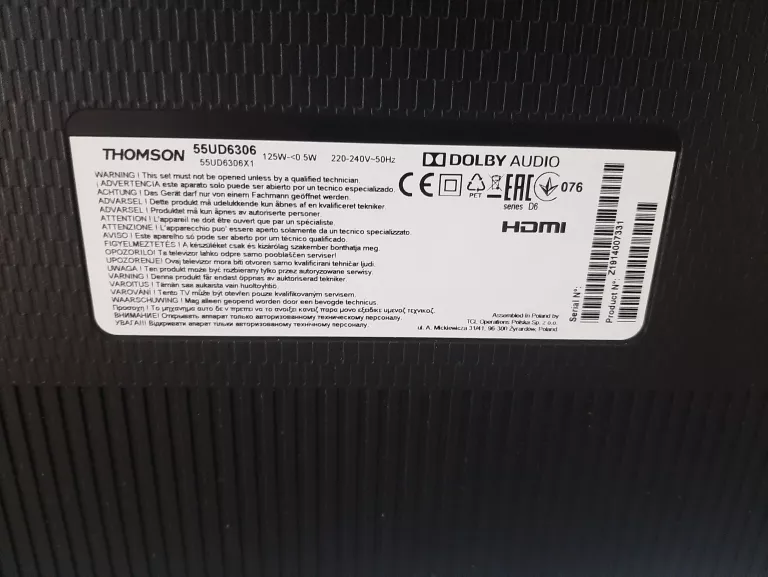 THOMSON 55UD6306 125W~<0.5W 220-240V~50Hz DOLBY AUDIO
55UD6306X1
WARNING ! This set must not be opened unless by a qualified technician.
¡ADVERTENCIA este aparato solo puede ser abierto por un tecnico especializado.
ACHTUNG ! Das Gerät darf nur von einem Fachmann geöffnet werden.
ADVARSEL ! Dette produkt må udelukkende kun åbnes af en kvalificeret tekniker
ADVARSEL ! Produktet må kun åpnes av autoriserte personer.
ATTENTION ! L'appareil ne doit être ouvert que par un spécialiste.
ATTENZIONE ! L'apparecchio puo' essere aperto solamente da un tecnico specializzato.
AVISO ! Este aparelho só pode ser aberto por um técnico qualificado.
FIGYELMEZTETÉS ! A készüléket csak és kizárólag szakember bonthatja meg.
OPOZORILO! Ta televizor lahko odpre samo pooblaščen serviser!
UPOZORENJE! Ovaj televizor mora biti otvoren samo kvalificirani tehničar ljudi.
UWAGA ! Ten produkt może być rozbierany tylko przez autoryzowane serwisy.
VARNING ! Denna produkt får endast öppnas av auktoriserad tekniker.
VAROITUS ! Tämän saa aukaista vain huoltoyhtiö.
VAROVÁNÍ ! Tento TV může být otevřen pouze kvalifikovaným servisem.
WAARSCHUWING ! Mag alleen geopend worden door een bevoegde technicus.
Προσοχή ! Το μηχάνημα αυτό δεν πρέπει να το ανοίξει κανείς παρά μόνο εξειδικευμένος τεχνικός.
ВНИМАНИЕ! Открывать аппарат только авторизованному техническому персоналу.
УВАГА!!! Відкривати апарат тільки авторизованному технічному персоналу.
CE PET EAC 076
series D6
HDMI
Assembled in Poland by
TCL Operations Polska Sp. z o.o.
ul. A. Mickiewicza 31/41, 96-300 Żyrardów, Poland
Serial N°:
Product N°: Z1914007331